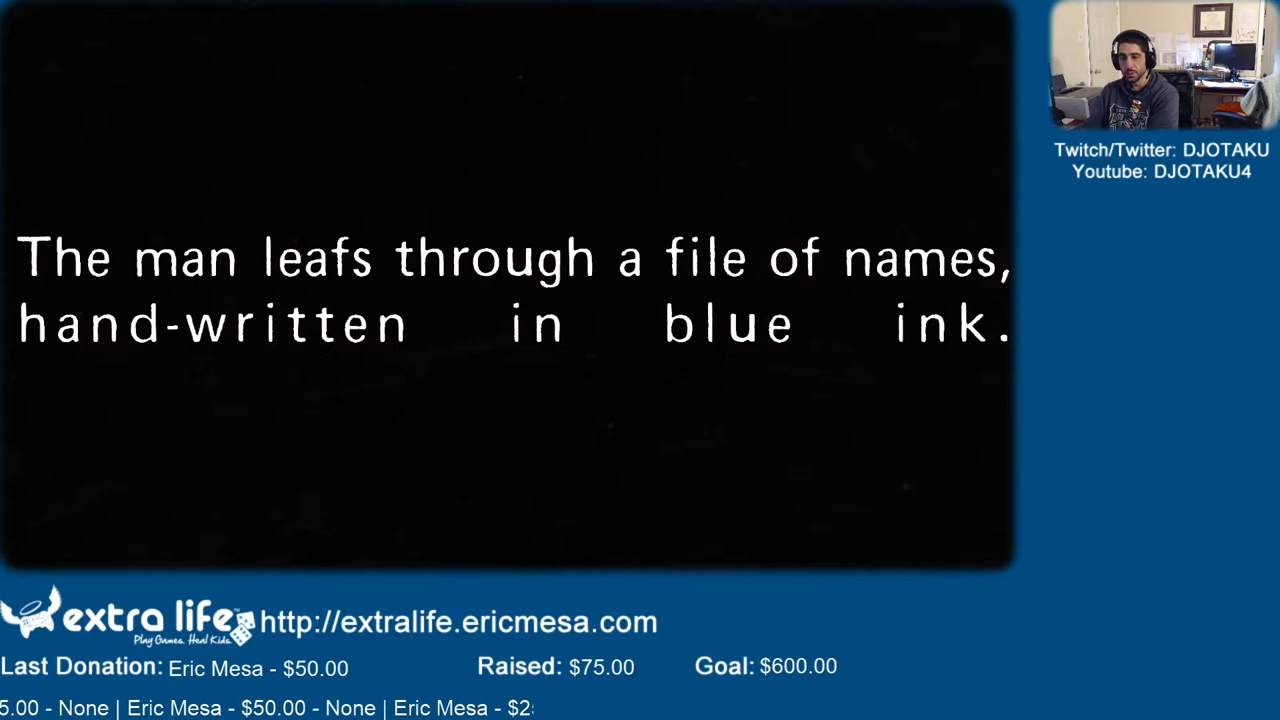 The man leafs through a file of names,
hand-written in blue ink.
Twitch/Twitter: DJOTAKU
Youtube: DJOTAKU4
extra life
Play Games. Heal Kids.
http://extralife.ericmesa.com
Last Donation: Eric Mesa - $50.00
Raised: $75.00
Goal: $600.00
5.00 - None | Eric Mesa - $50.00 - None | Eric Mesa - $2